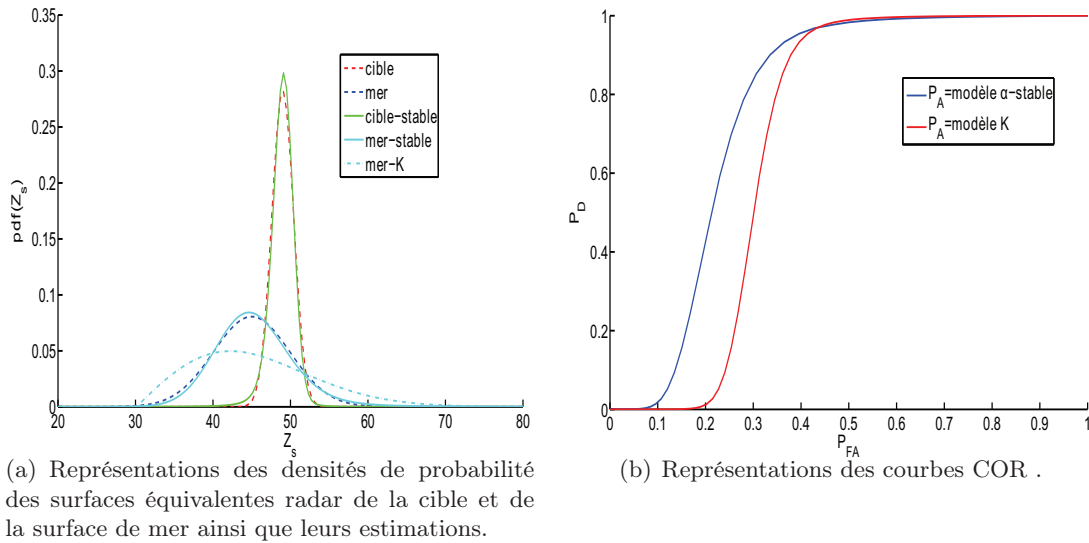 0.35
0.3
0.25
0.2
0.15
0.1
0.05
0
20 30 40 50 60 70 80
pdf(Z_s)
Z_s
cible
mer
cible−stable
mer−stable
mer−K
(a) Représentations des densités de probabilité
des surfaces équivalentes radar de la cible et de
la surface de mer ainsi que leurs estimations.
1
0.8
0.6
0.4
0.2
0
0 0.1 0.2 0.3 0.4 0.5 0.6 0.7 0.8 0.9 1
P_D
P_FA
P_A=modèle α-stable
P_A=modèle K
(b) Représentations des courbes COR .